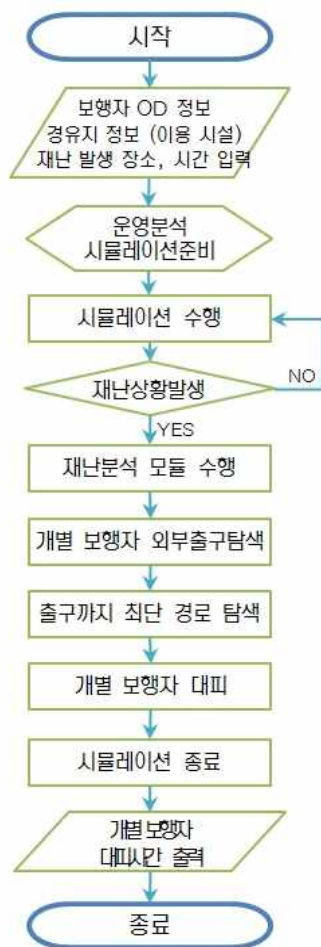 시작
보행자 OD 정보
경유지 정보 (이용 시설)
재난 발생 장소, 시간 입력
운영분석
시뮬레이션준비
시뮬레이션 수행
재난상황발생
NO
YES
재난분석 모듈 수행
개별 보행자 외부출구탐색
출구까지 최단 경로 탐색
개별 보행자 대피
시뮬레이션 종료
개별보행자
대피시간 출력
종료